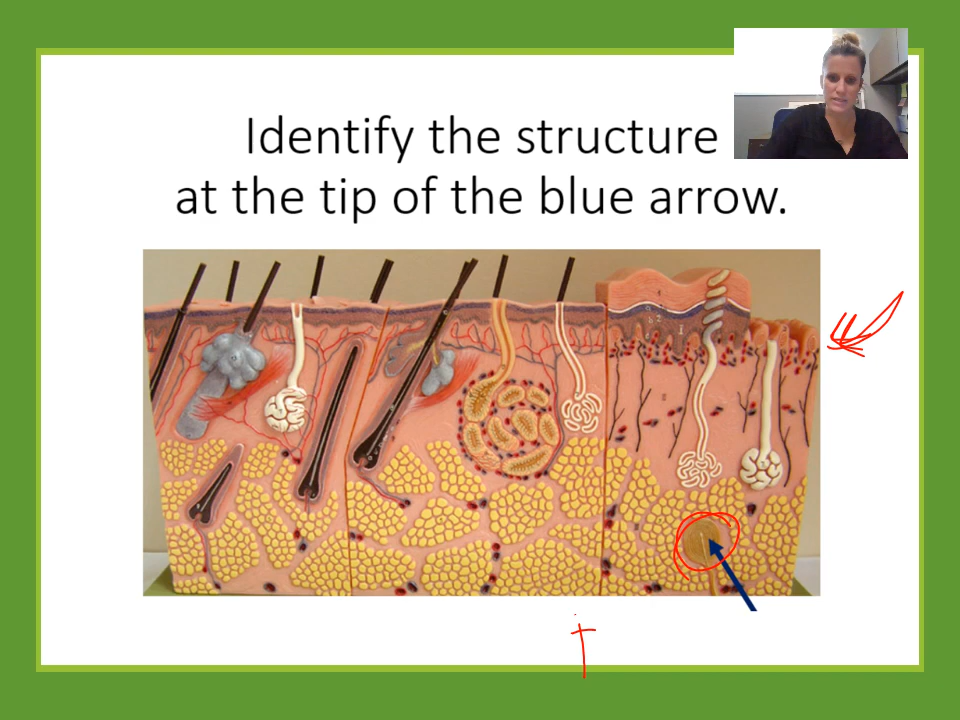 Identify the structure
at the tip of the blue arrow.